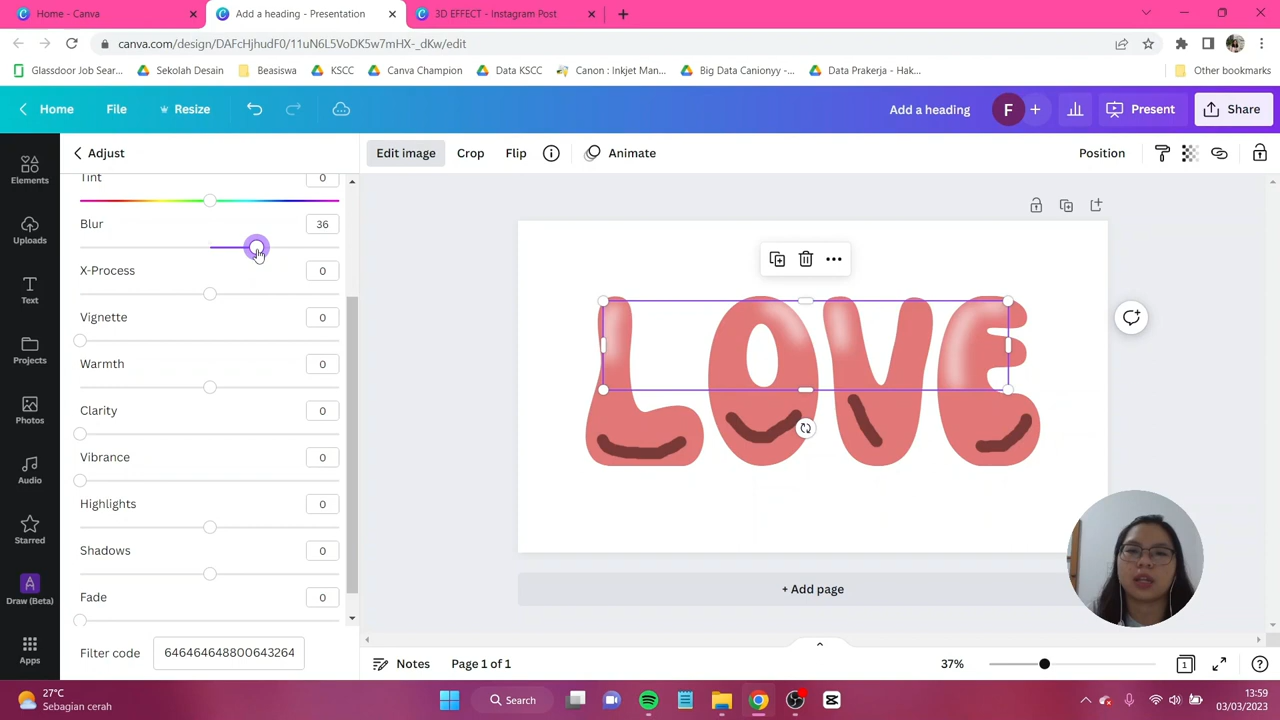 Home - Canva
Add a heading - Presentation
3D EFFECT - Instagram Post
canva.com/design/DAFcHjhudF0/11uN6L5VoDK5w7mHX-_dKw/edit
Glassdoor Job Sear...
Sekolah Desain
Beasiswa
KSCC
Canva Champion
Data KSCC
Canon : Inkjet Man...
Big Data Canionyy -...
Data Prakerja - Hak...
Other bookmarks
Home
File
Resize
Add a heading
F
Present
Share
Adjust
Edit image
Crop
Flip
Animate
Position
Elements
Uploads
Text
Projects
Photos
Audio
Starred
Draw (Beta)
Apps
Tint 0
Blur 36
X-Process 0
Vignette 0
Warmth 0
Clarity 0
Vibrance 0
Highlights 0
Shadows 0
Fade 0
Filter code 646464648800643264
LOVE
+ Add page
Notes
Page 1 of 1
37%
1
27°C
Sebagian cerah
Search
13:59
03/03/2023